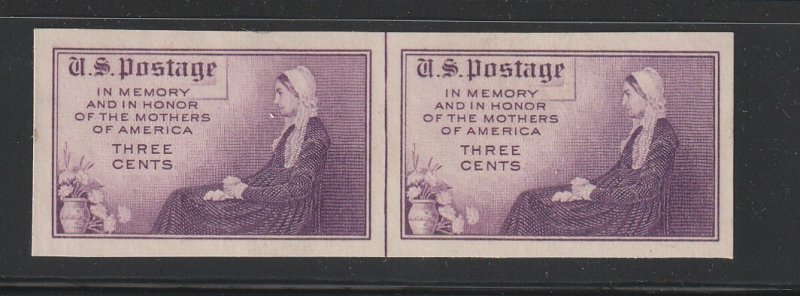 U.S. Postage
IN MEMORY
AND IN HONOR
OF THE MOTHERS
OF AMERICA
THREE
CENTS
U.S. Postage
IN MEMORY
AND IN HONOR
OF THE MOTHERS
OF AMERICA
THREE
CENTS